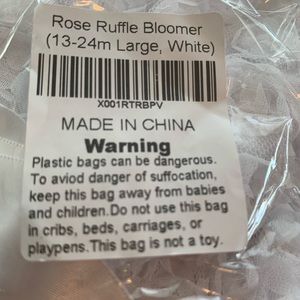 Rose Ruffle Bloomer
(13-24m Large, White)
X001RTRBPV
MADE IN CHINA
Warning
Plastic bags can be dangerous.
To aviod danger of suffocation,
keep this bag away from babies
and children.Do not use this bag
in cribs, beds, carriages, or
playpens.This bag is not a toy.